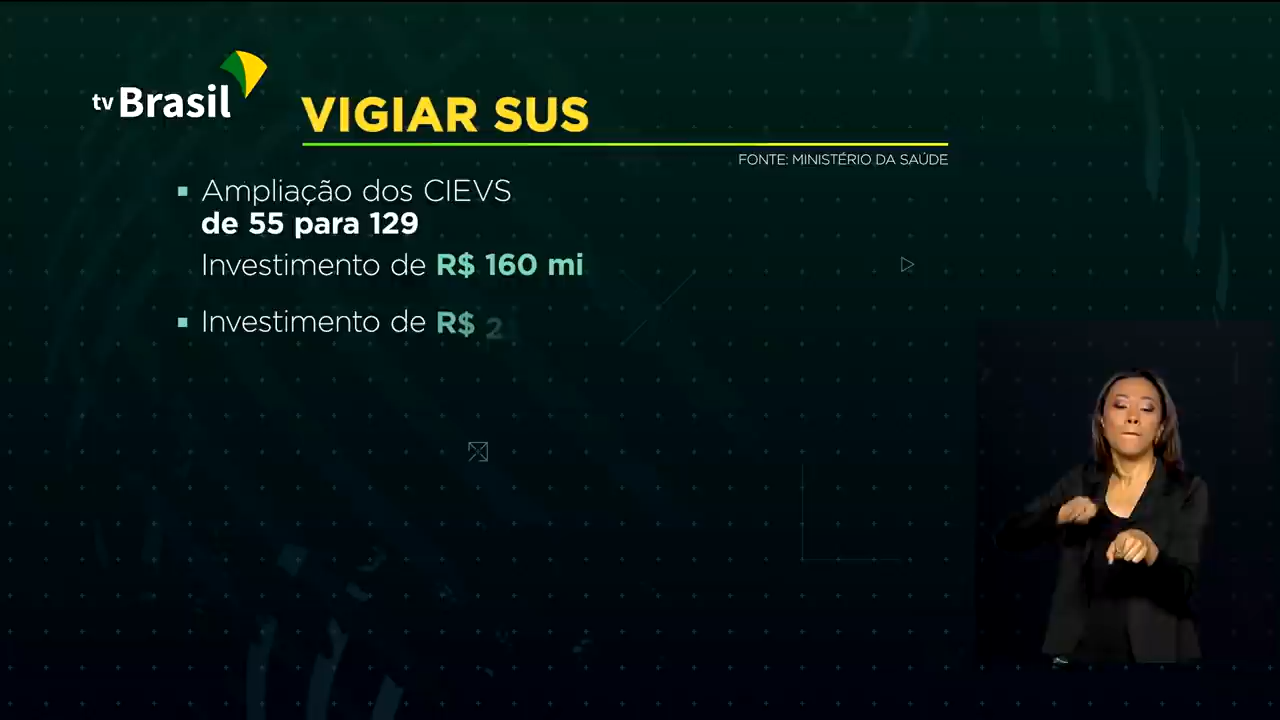 tv Brasil
VIGIAR SUS
FONTE: MINISTÉRIO DA SAÚDE
▪ Ampliação dos CIEVS
de 55 para 129
Investimento de R$ 160 mi
▪ Investimento de R$ 2